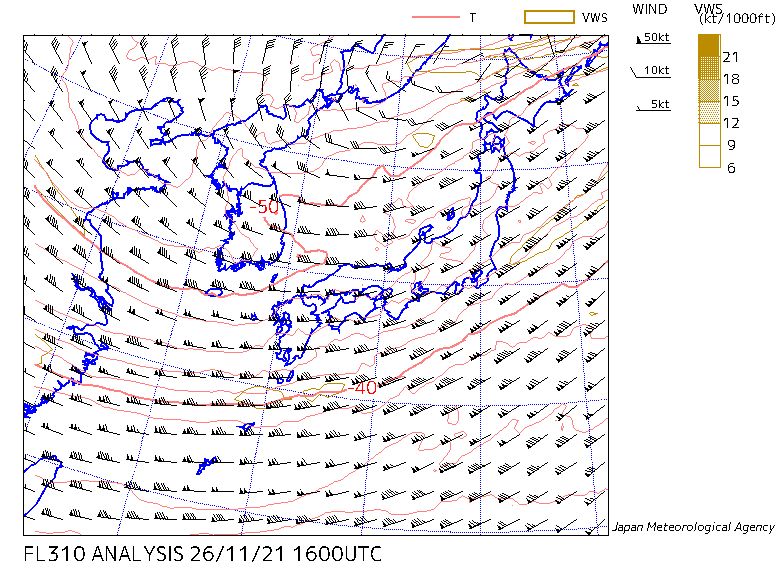 T VWS WIND VWS
(kt/1000ft)
50kt
21
10kt
18
15
5kt
12
9
6
-50
-40
Japan Meteorological Agency
FL310 ANALYSIS 26/11/21 1600UTC